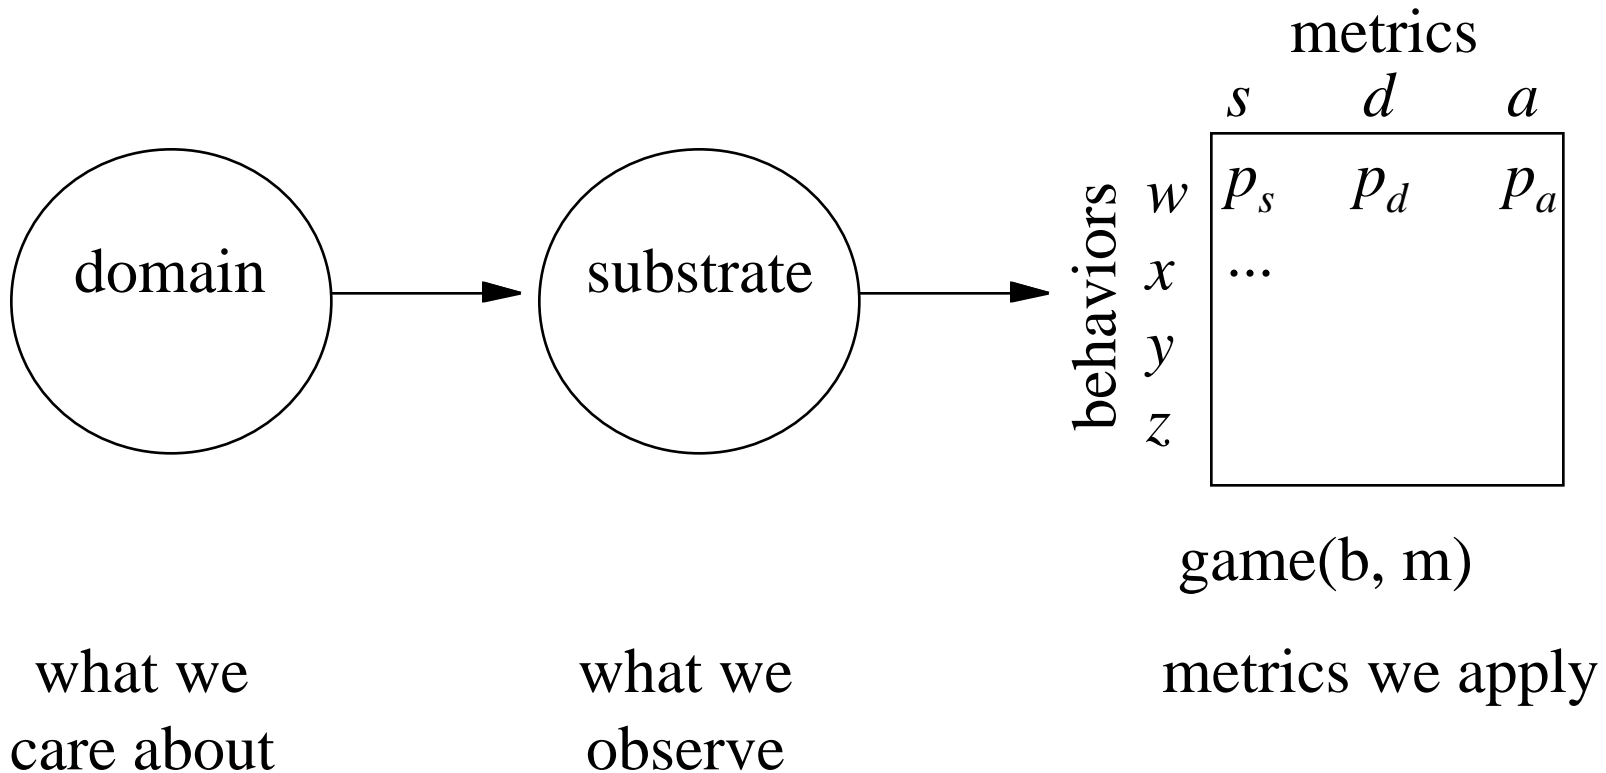 metrics
s d a
behaviors
w p_s p_d p_a
x ...
y
z
domain
substrate
game(b, m)
what we
care about
what we
observe
metrics we apply